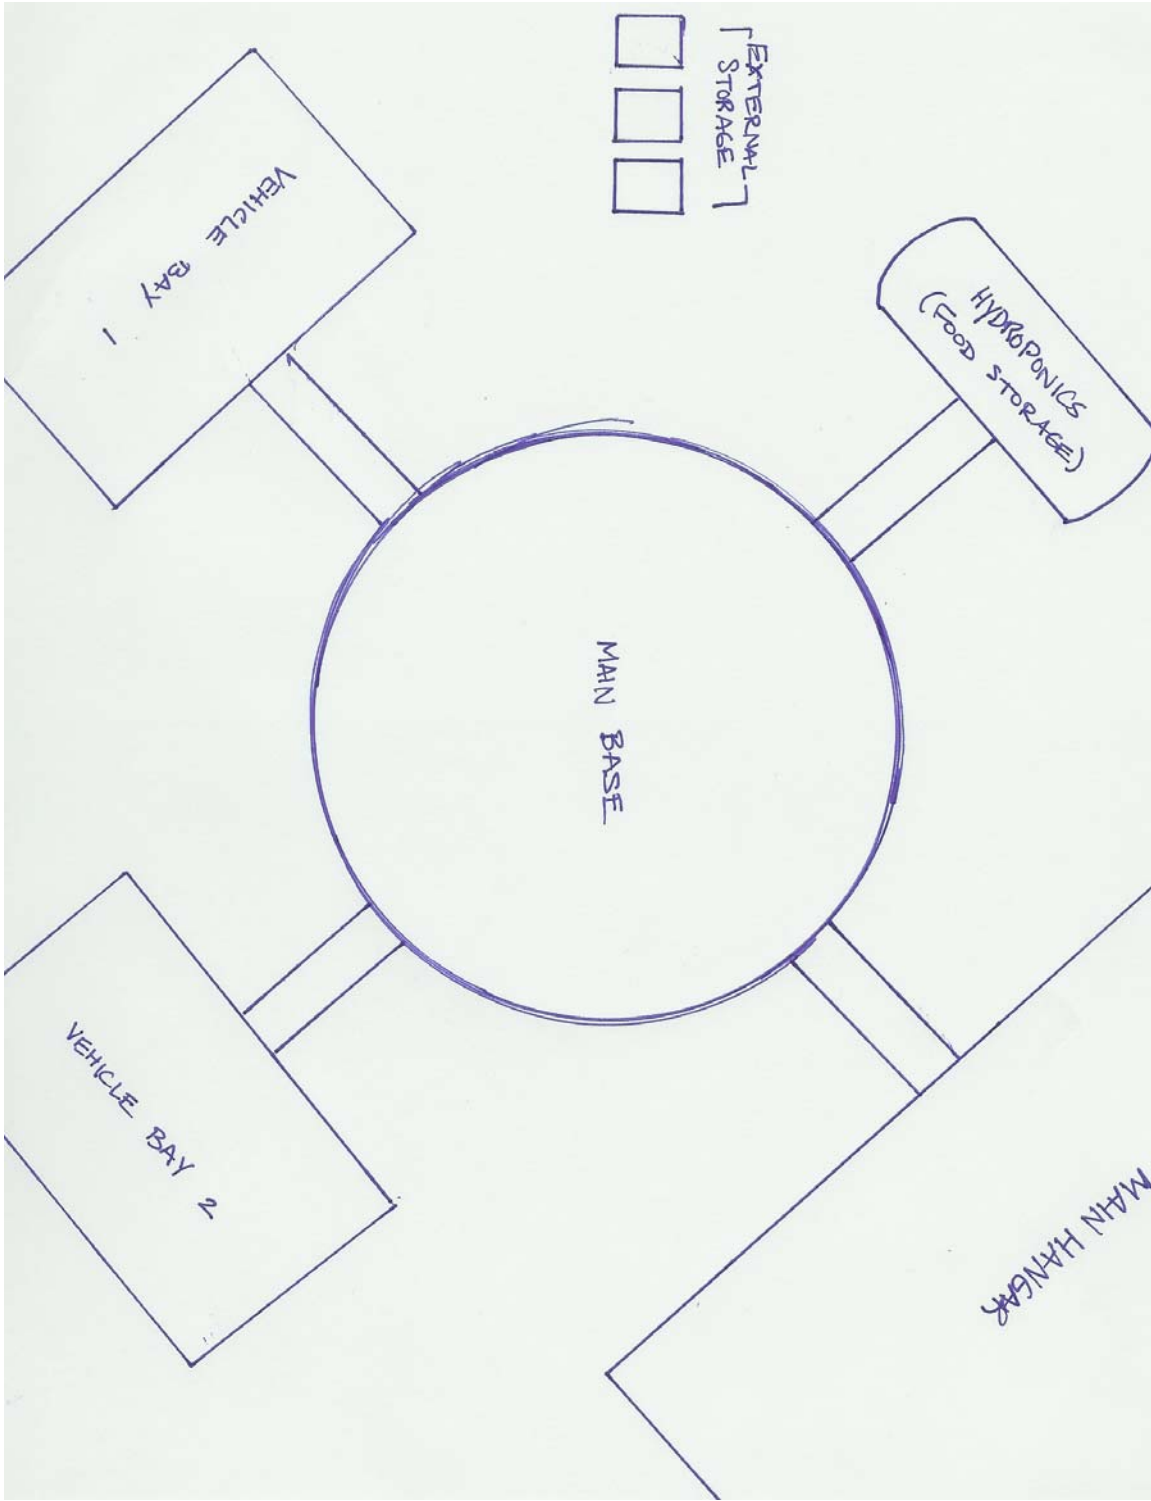 EXTERNAL
STORAGE
HYDROPONICS
(FOOD STORAGE)
VEHICLE BAY 1
MAIN BASE
VEHICLE BAY 2
MAIN HANGAR